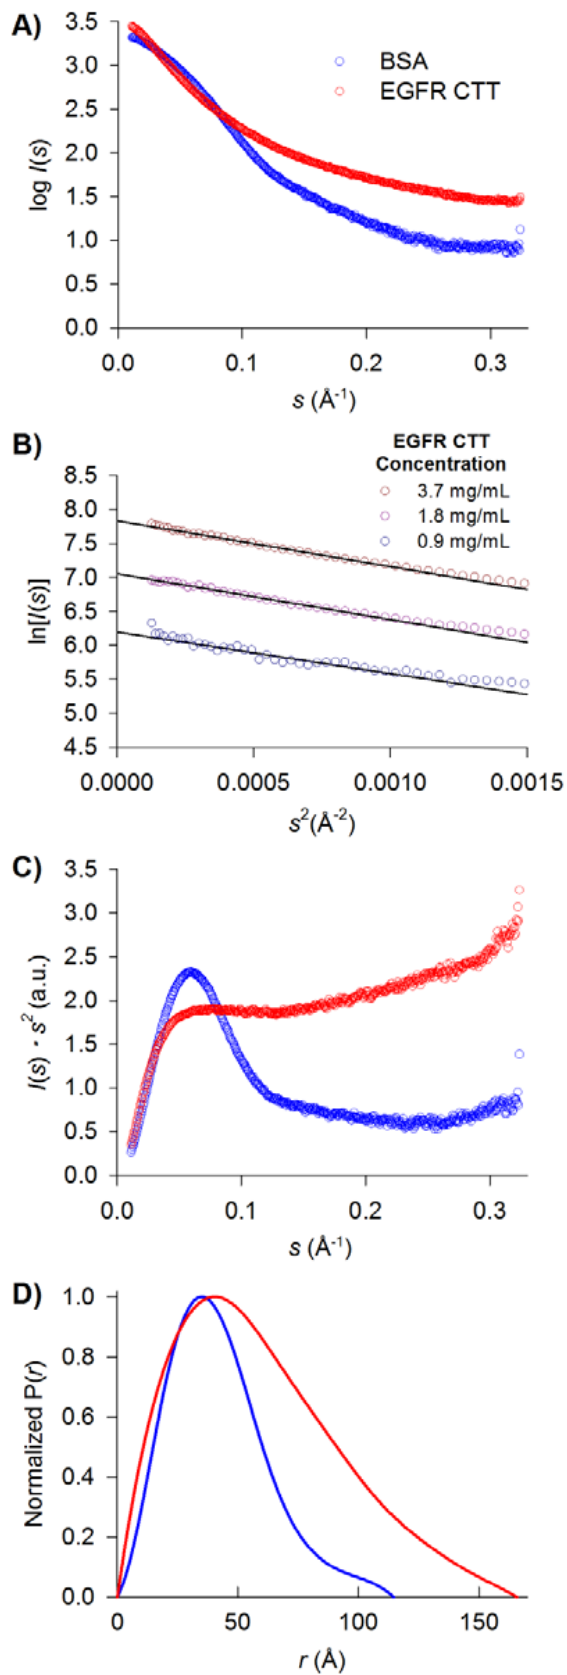 A)
3.5
3.0
2.5
2.0
1.5
1.0
0.5
0.0
log I(s)
BSA
EGFR CTT
0.0 0.1 0.2 0.3
s (Å-1)
B)
EGFR CTT
Concentration
3.7 mg/mL
1.8 mg/mL
0.9 mg/mL
8.5
8.0
7.5
7.0
6.5
6.0
5.5
5.0
4.5
ln[I(s)]
0.0000 0.0005 0.0010 0.0015
s2(Å-2)
C)
3.5
3.0
2.5
2.0
1.5
1.0
0.5
0.0
I(s) · s2 (a.u.)
0.0 0.1 0.2 0.3
s (Å-1)
D)
1.0
0.8
0.6
0.4
0.2
0.0
Normalized P(r)
0 50 100 150
r (Å)